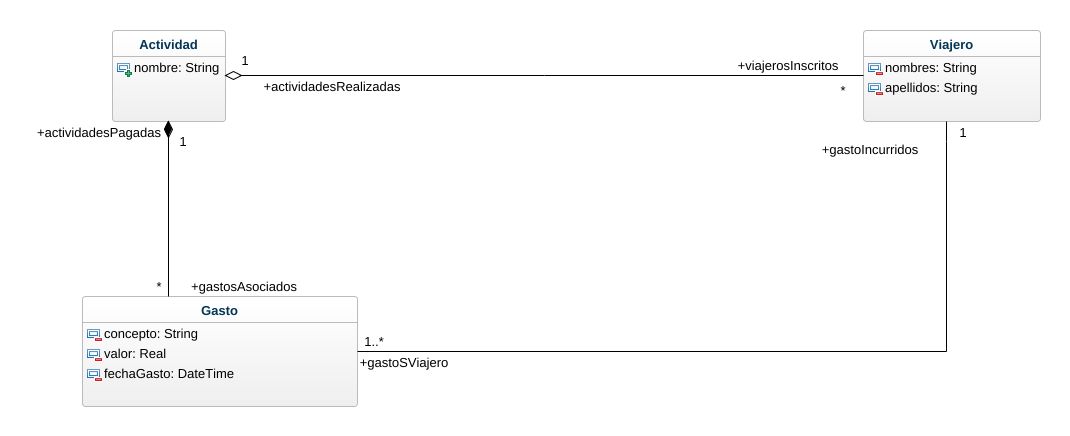 Actividad
nombre: String
1
+actividadesRealizadas
+viajerosInscritos
*
Viajero
nombres: String
apellidos: String
+actividadesPagadas
1
1
+gastoIncurridos
*
+gastosAsociados
Gasto
concepto: String
valor: Real
fechaGasto: DateTime
1..*
+gastoSViajero